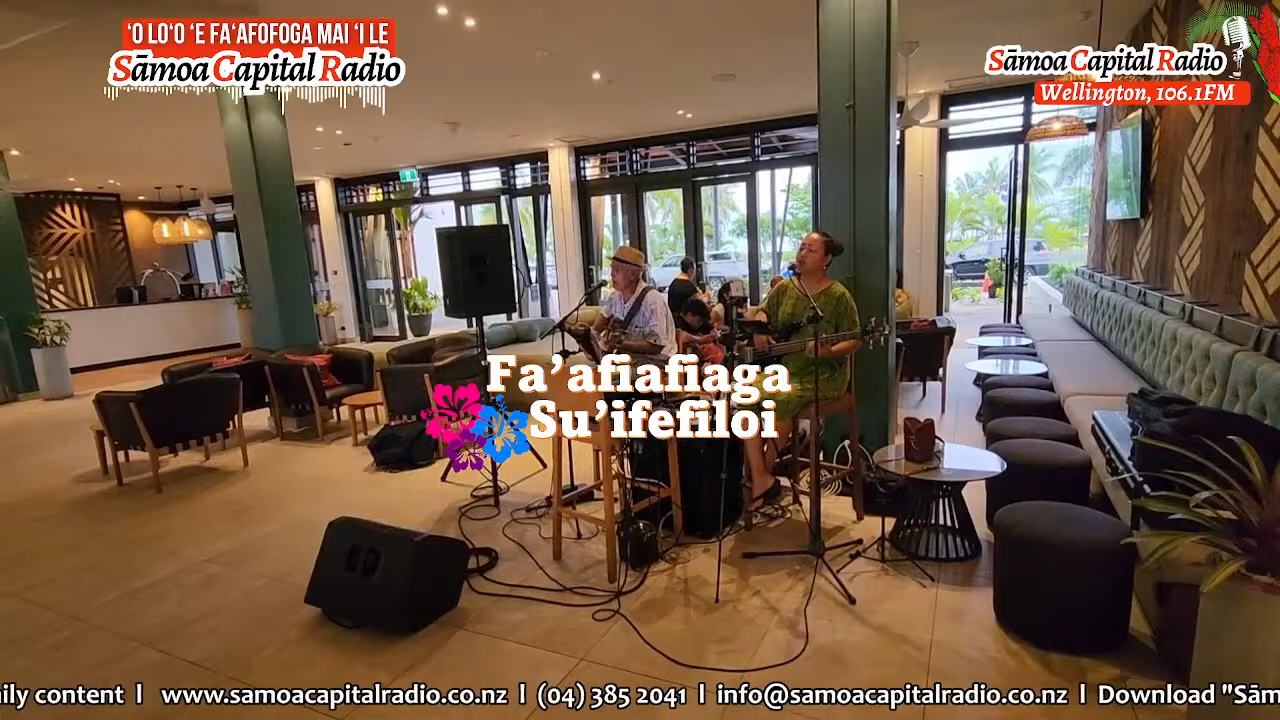 ‘O LO‘O ‘E FA‘AFOFOGA MAI ‘I LE
Sāmoa Capital Radio
Sāmoa Capital Radio
Wellington, 106.1FM
Fa’afiafiaga
Su’ifefiloi
ily content | www.samoacapitalradio.co.nz | (04) 385 2041 | info@samoacapitalradio.co.nz | Download "Sām